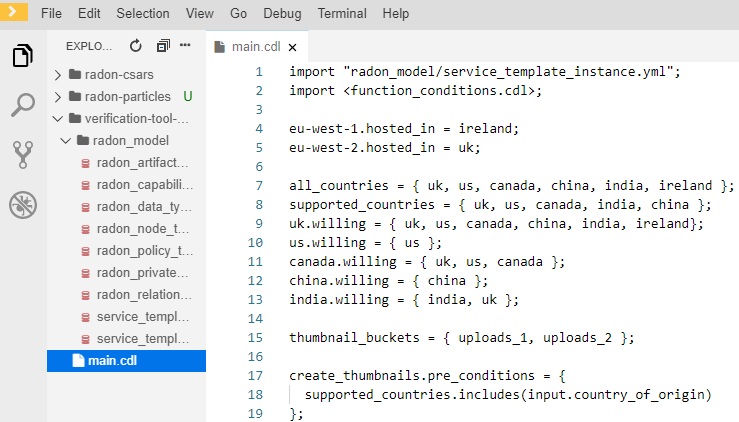 File Edit Selection View Go Debug Terminal Help
EXPLO...
radon-csars
radon-particles U
verification-tool-...
radon_model
radon_artifact...
radon_capabili...
radon_data_ty...
radon_node_t...
radon_policy_t...
radon_private...
radon_relation...
service_templ...
service_templ...
main.cdl
main.cdl ×
1 import "radon_model/service_template_instance.yml";
2 import <function_conditions.cdl>;
3
4 eu-west-1.hosted_in = ireland;
5 eu-west-2.hosted_in = uk;
6
7 all_countries = { uk, us, canada, china, india, ireland };
8 supported_countries = { uk, us, canada, india, china };
9 uk.willing = { uk, us, canada, china, india, ireland};
10 us.willing = { us };
11 canada.willing = { uk, us, canada };
12 china.willing = { china };
13 india.willing = { india, uk };
14
15 thumbnail_buckets = { uploads_1, uploads_2 };
16
17 create_thumbnails.pre_conditions = {
18 supported_countries.includes(input.country_of_origin)
19 };